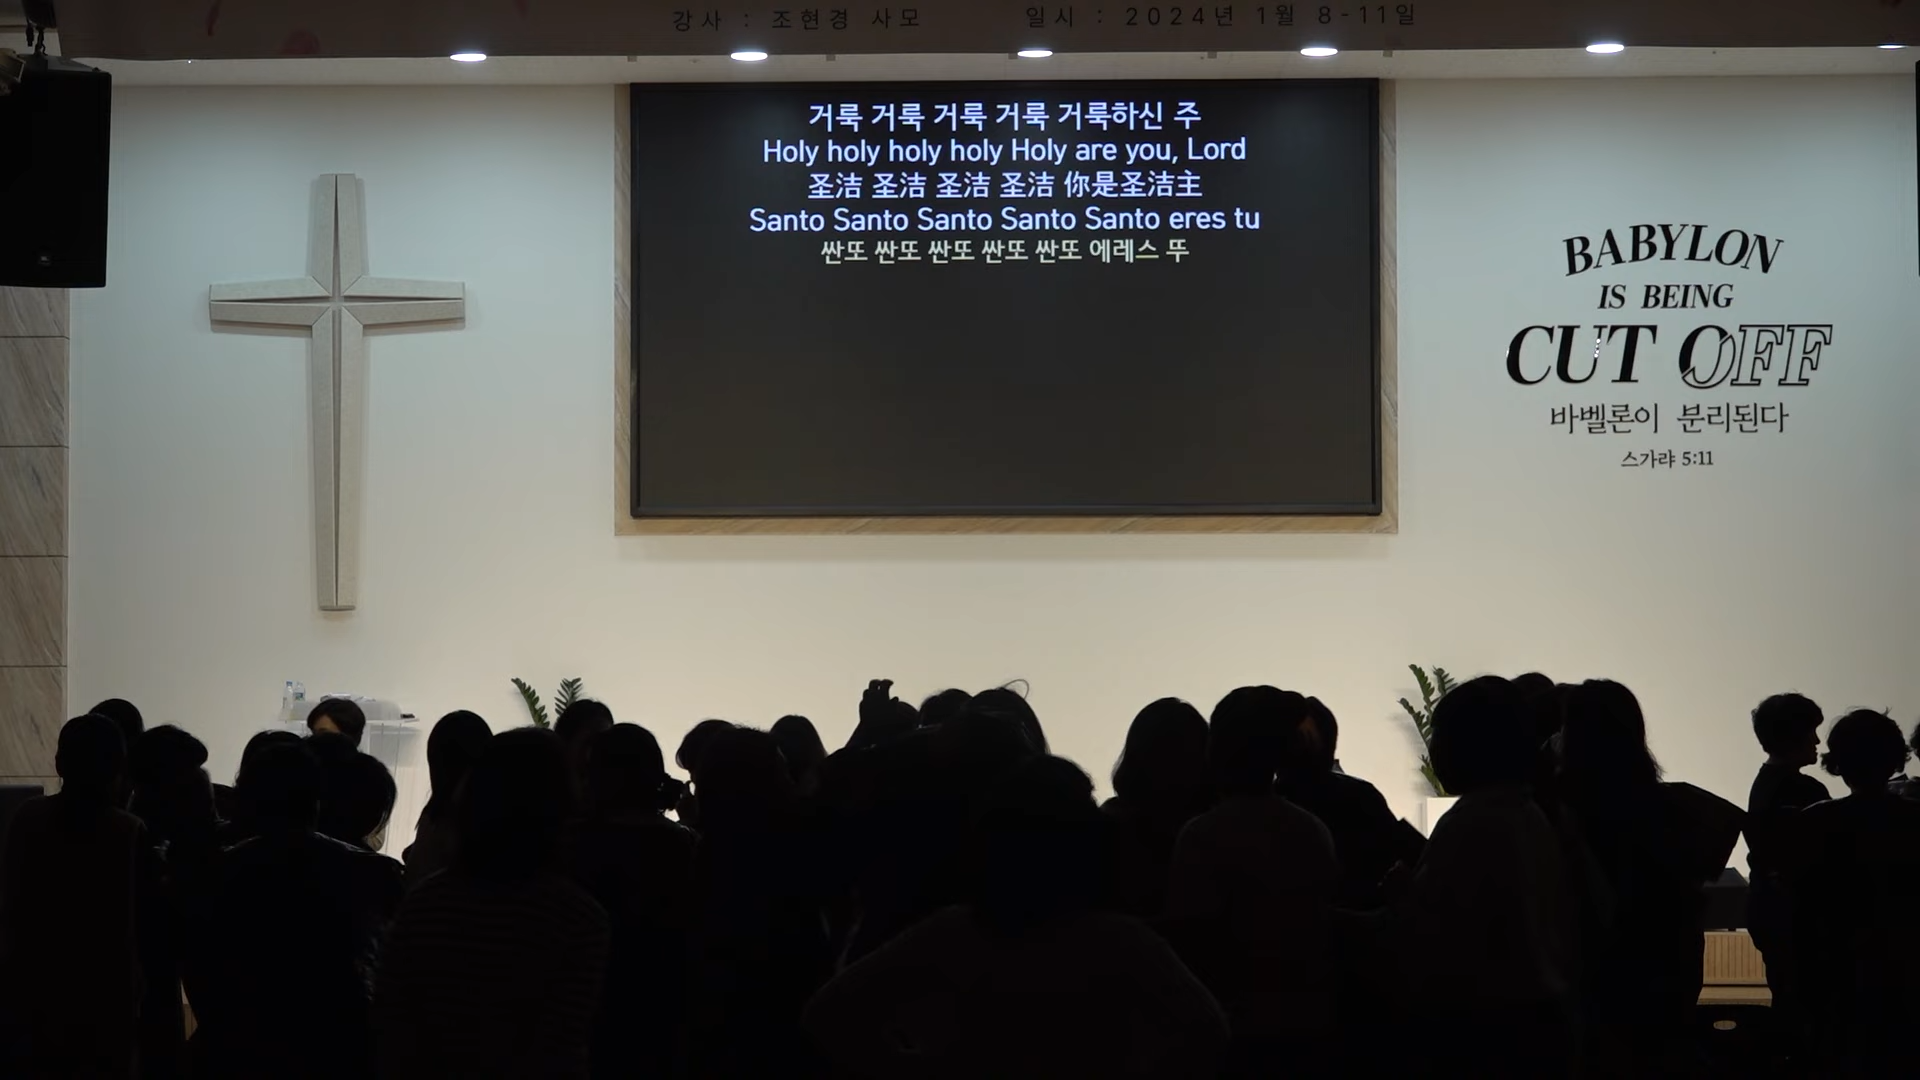 강사 : 조현경 사모 일시 : 2024년 1월 8-11일
거룩 거룩 거룩 거룩 거룩하신 주
Holy holy holy holy Holy are you, Lord
圣洁 圣洁 圣洁 圣洁 你是圣洁主
Santo Santo Santo Santo Santo eres tu
싼또 싼또 싼또 싼또 싼또 에레스 뚜
BABYLON
IS BEING
CUT OFF
바벨론이 분리된다
스가랴 5:11